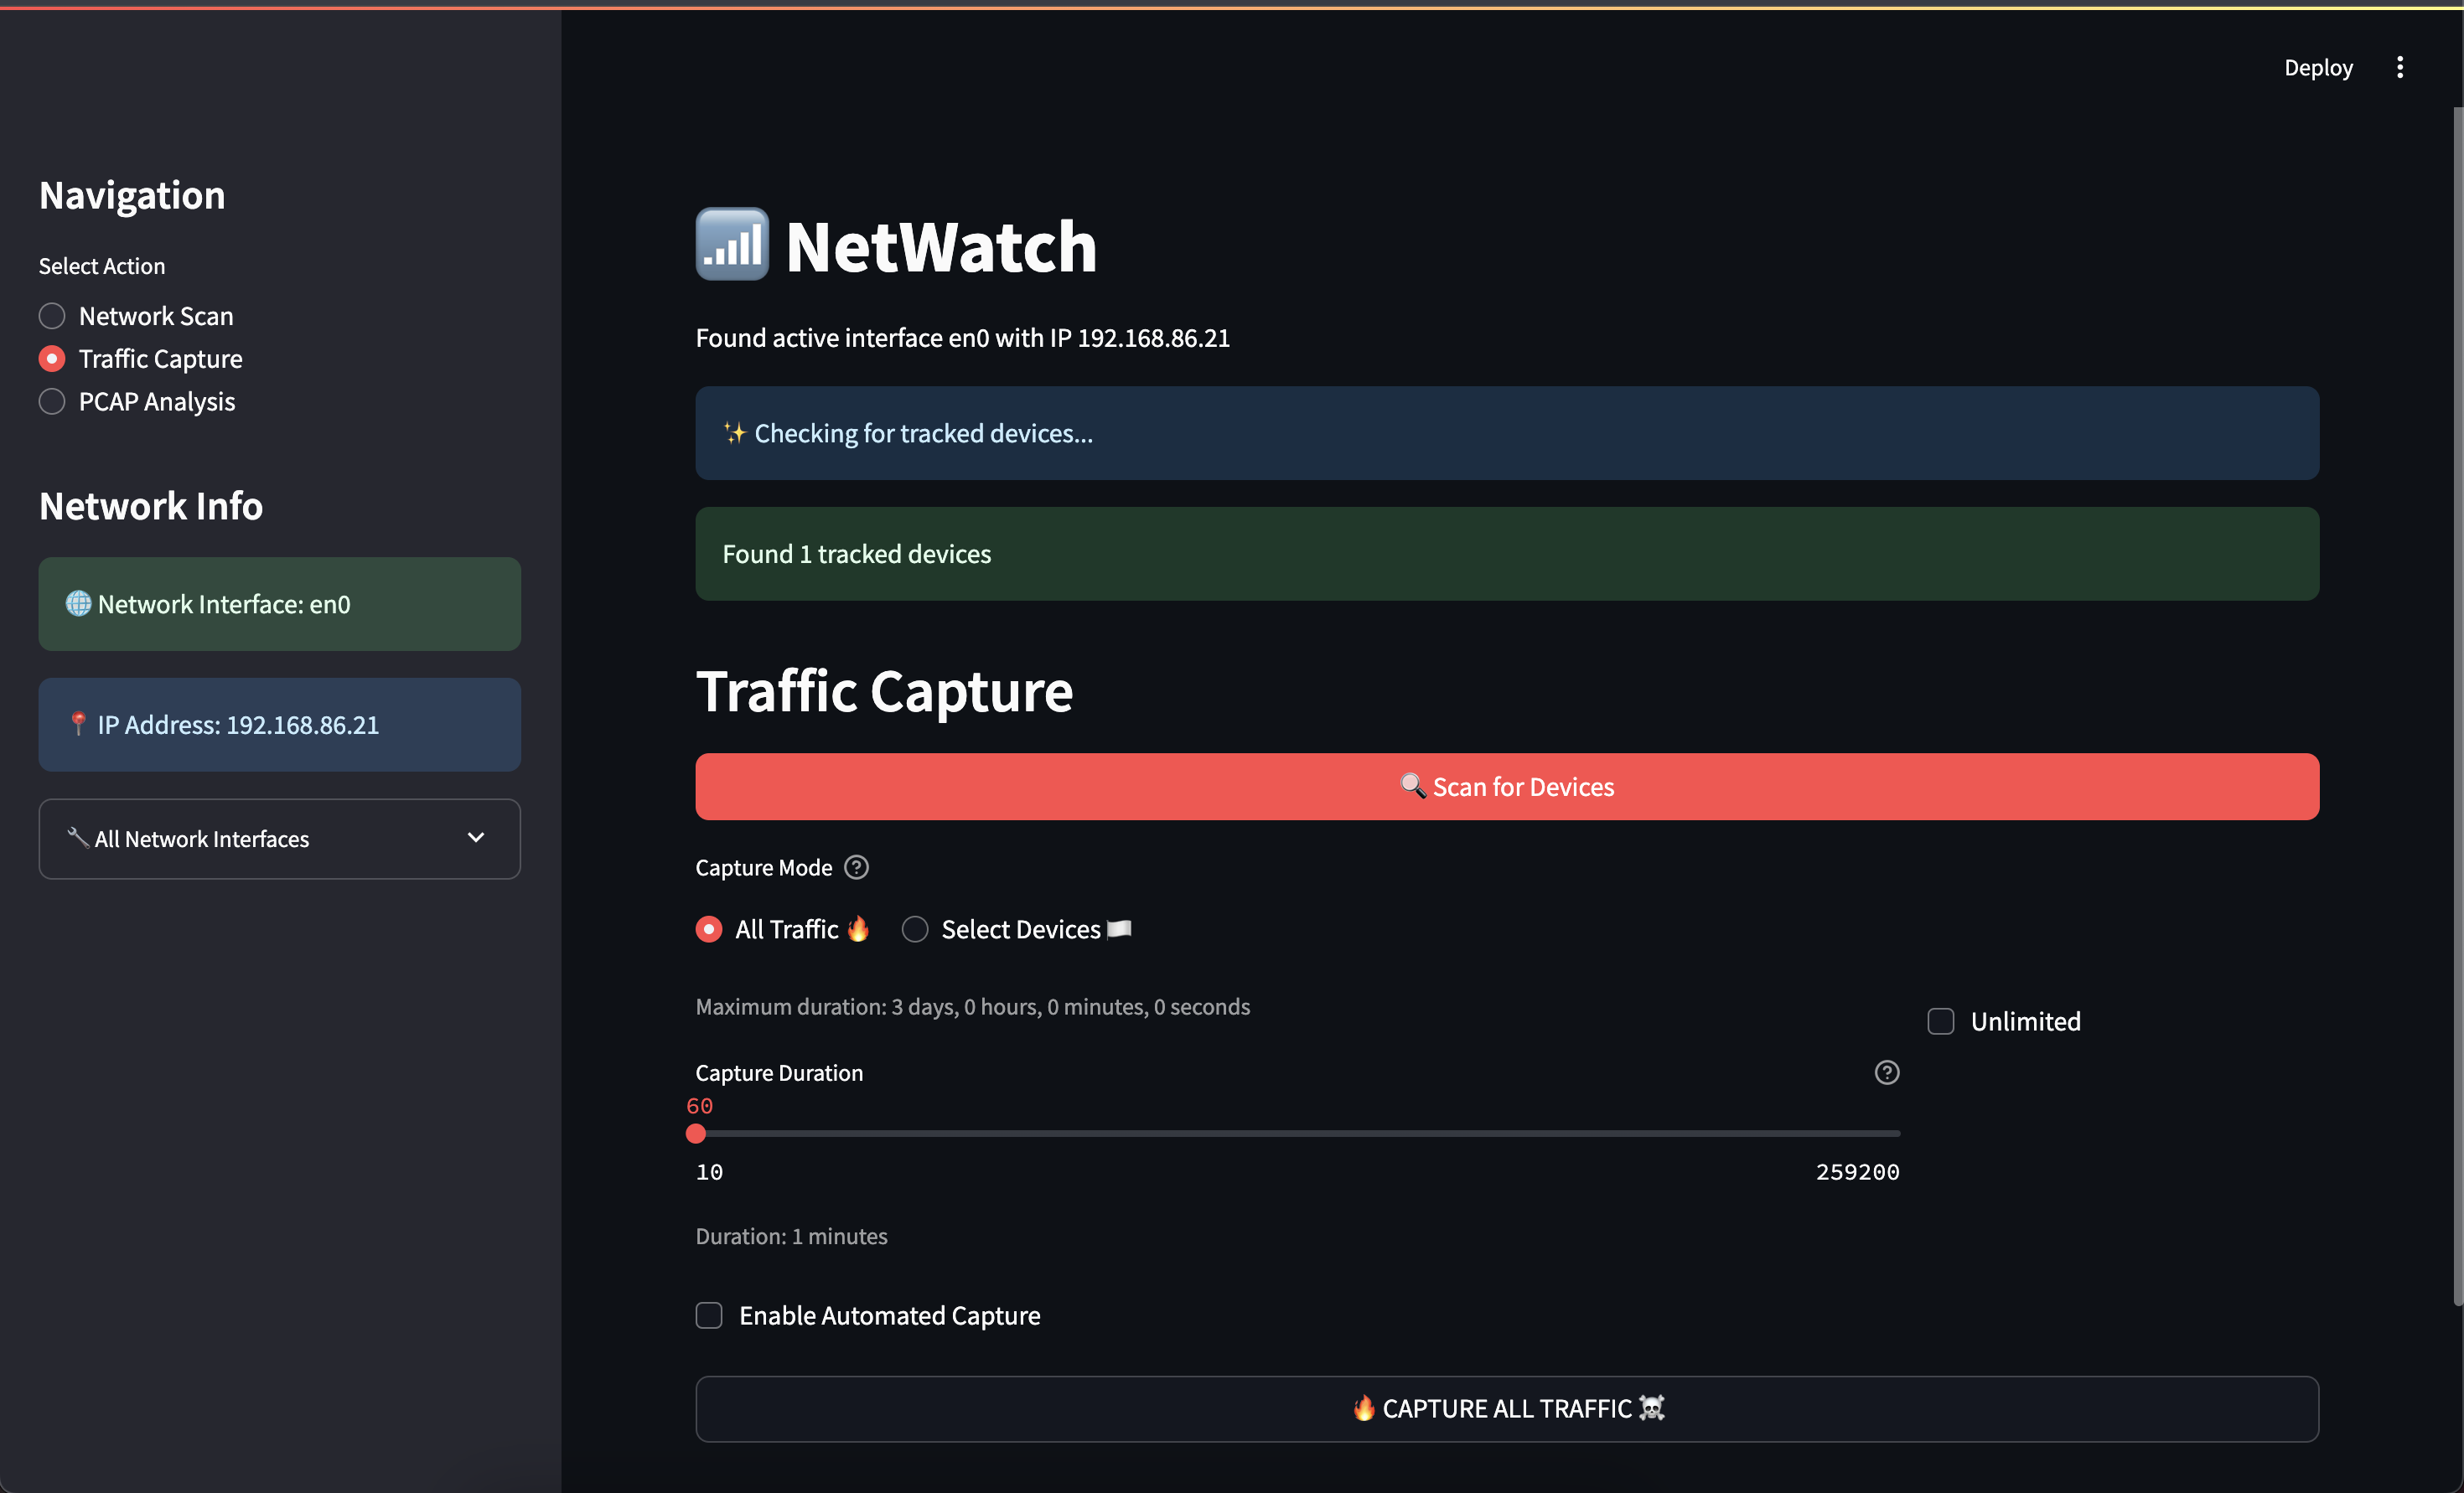 Deploy
Navigation
Select Action
Network Scan
Traffic Capture
PCAP Analysis
Network Info
🌐 Network Interface: en0
📍 IP Address: 192.168.86.21
🔧 All Network Interfaces
📶 NetWatch
Found active interface en0 with IP 192.168.86.21
✨ Checking for tracked devices...
Found 1 tracked devices
Traffic Capture
🔍 Scan for Devices
Capture Mode
All Traffic 🔥 Select Devices 🏳️
Maximum duration: 3 days, 0 hours, 0 minutes, 0 seconds
Unlimited
Capture Duration
60
10 259200
Duration: 1 minutes
Enable Automated Capture
🔥 CAPTURE ALL TRAFFIC ☠️